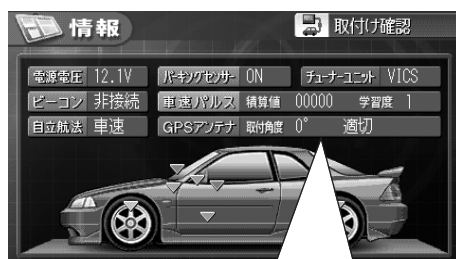 情報 取付け確認
電源電圧 12.1V パーキングセンサー ON チューナーユニット VICS
ビーコン 非接続 車速パルス 積算値 00000 学習度 1
自立航法 車速 GPSアンテナ 取付角度 0° 適切